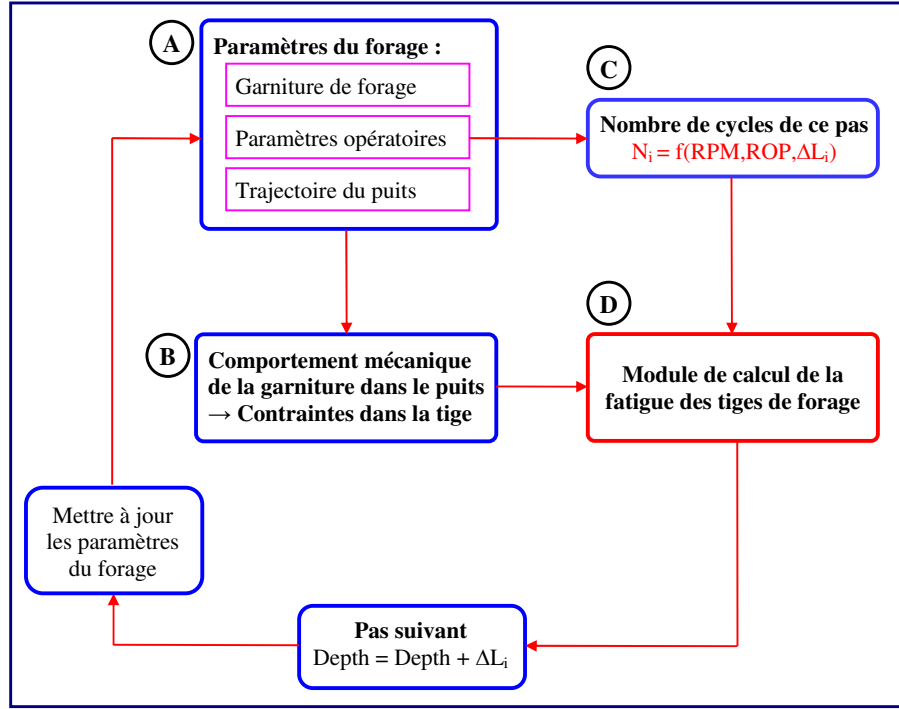 A
Paramètres du forage :
Garniture de forage
Paramètres opératoires
Trajectoire du puits
C
Nombre de cycles de ce pas
Nᵢ = f(RPM,ROP,ΔLᵢ)
B
Comportement mécanique
de la garniture dans le puits
→ Contraintes dans la tige
D
Module de calcul de la
fatigue des tiges de forage
Mettre à jour
les paramètres
du forage
Pas suivant
Depth = Depth + ΔLᵢ